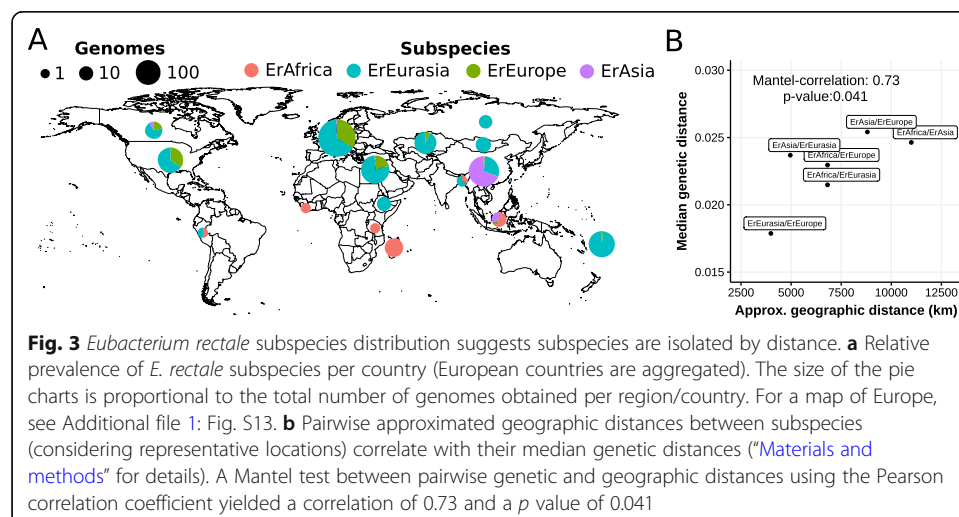 A
Genomes
1 10 100
Subspecies
ErAfrica ErEurasia ErEurope ErAsia
B
0.030
0.025
0.020
0.015
Median genetic distance
Mantel-correlation: 0.73
p-value:0.041
ErAsia/ErEurope
ErAfrica/ErAsia
ErAsia/ErEurasia
ErAfrica/ErEurope
ErAfrica/ErEurasia
ErEurasia/ErEurope
2500 5000 7500 10000 12500
Approx. geographic distance (km)
Fig. 3 Eubacterium rectale subspecies distribution suggests subspecies are isolated by distance. a Relative
prevalence of E. rectale subspecies per country (European countries are aggregated). The size of the pie
charts is proportional to the total number of genomes obtained per region/country. For a map of Europe,
see Additional file 1: Fig. S13. b Pairwise approximated geographic distances between subspecies
(considering representative locations) correlate with their median genetic distances (“Materials and
methods” for details). A Mantel test between pairwise genetic and geographic distances using the Pearson
correlation coefficient yielded a correlation of 0.73 and a p value of 0.041